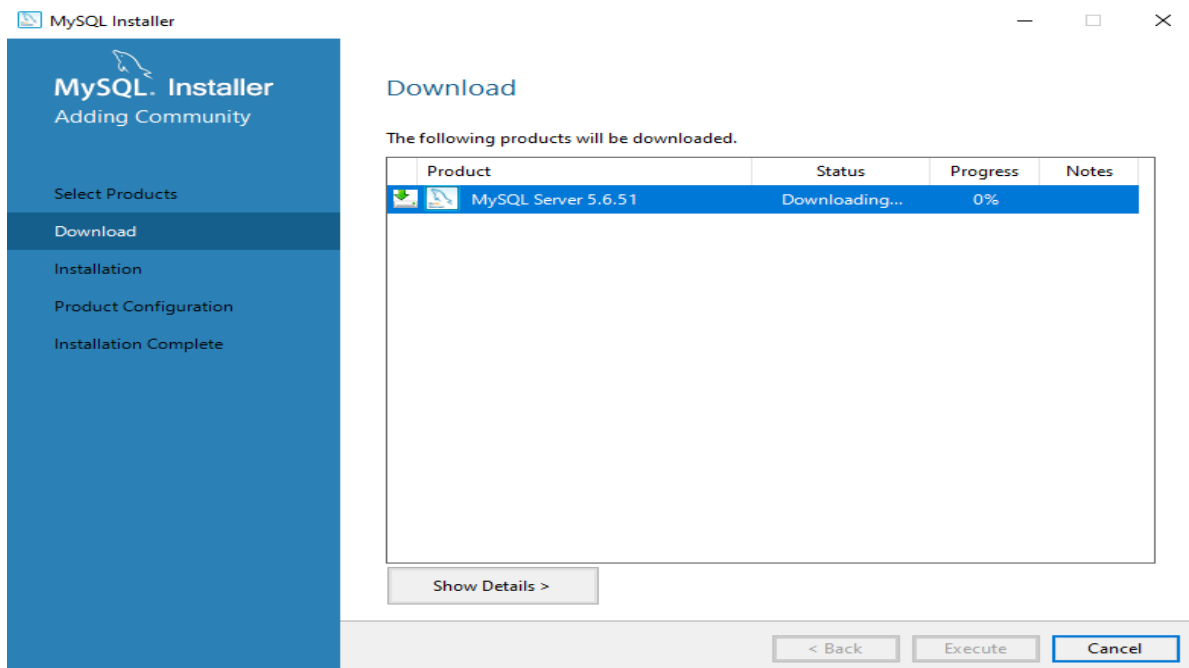 MySQL Installer
MySQL. Installer
Adding Community
Select Products
Download
Installation
Product Configuration
Installation Complete
Download
The following products will be downloaded.
Product Status Progress Notes
MySQL Server 5.6.51 Downloading... 0%
Show Details >
< Back Execute Cancel